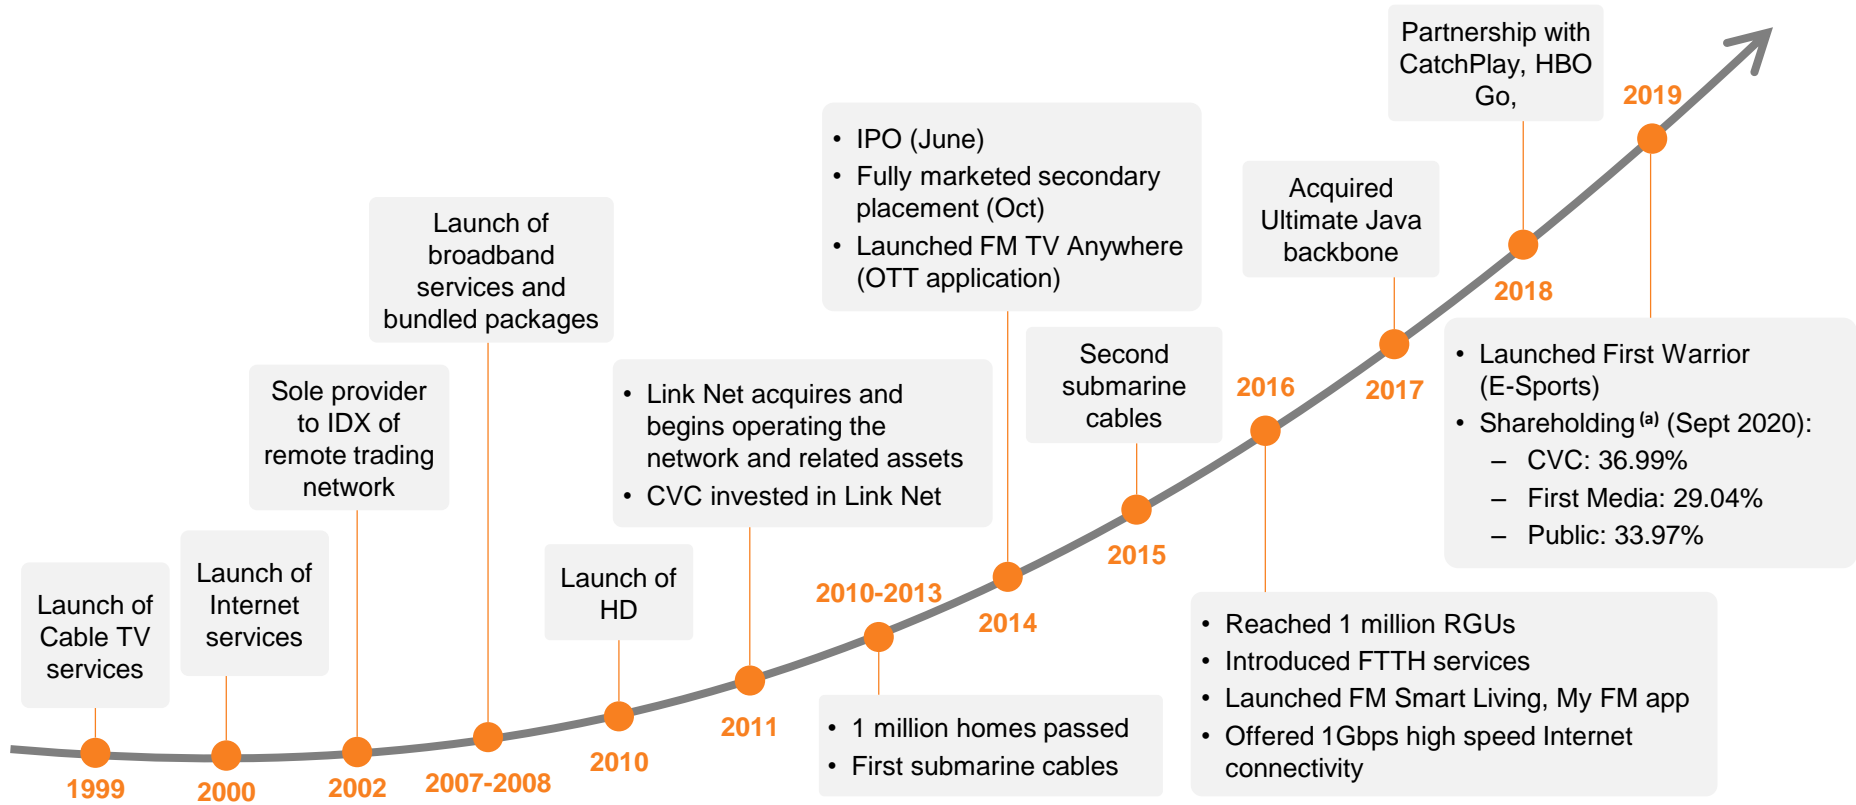 Launch of
Cable TV
services
1999
Launch of
Internet
services
2000
Sole provider
to IDX of
remote trading
network
2002
Launch of
broadband
services and
bundled packages
2007-2008
Launch of
HD
2010
• Link Net acquires and
begins operating the
network and related assets
• CVC invested in Link Net
2011
2010-2013
• 1 million homes passed
• First submarine cables
• IPO (June)
• Fully marketed secondary
placement (Oct)
• Launched FM TV Anywhere
(OTT application)
2014
Second
submarine
cables
2015
2016
• Reached 1 million RGUs
• Introduced FTTH services
• Launched FM Smart Living, My FM app
• Offered 1Gbps high speed Internet
connectivity
Acquired
Ultimate Java
backbone
2017
Partnership with
CatchPlay, HBO
Go,
2018
2019
• Launched First Warrior
(E-Sports)
• Shareholding (a) (Sept 2020):
– CVC: 36.99%
– First Media: 29.04%
– Public: 33.97%